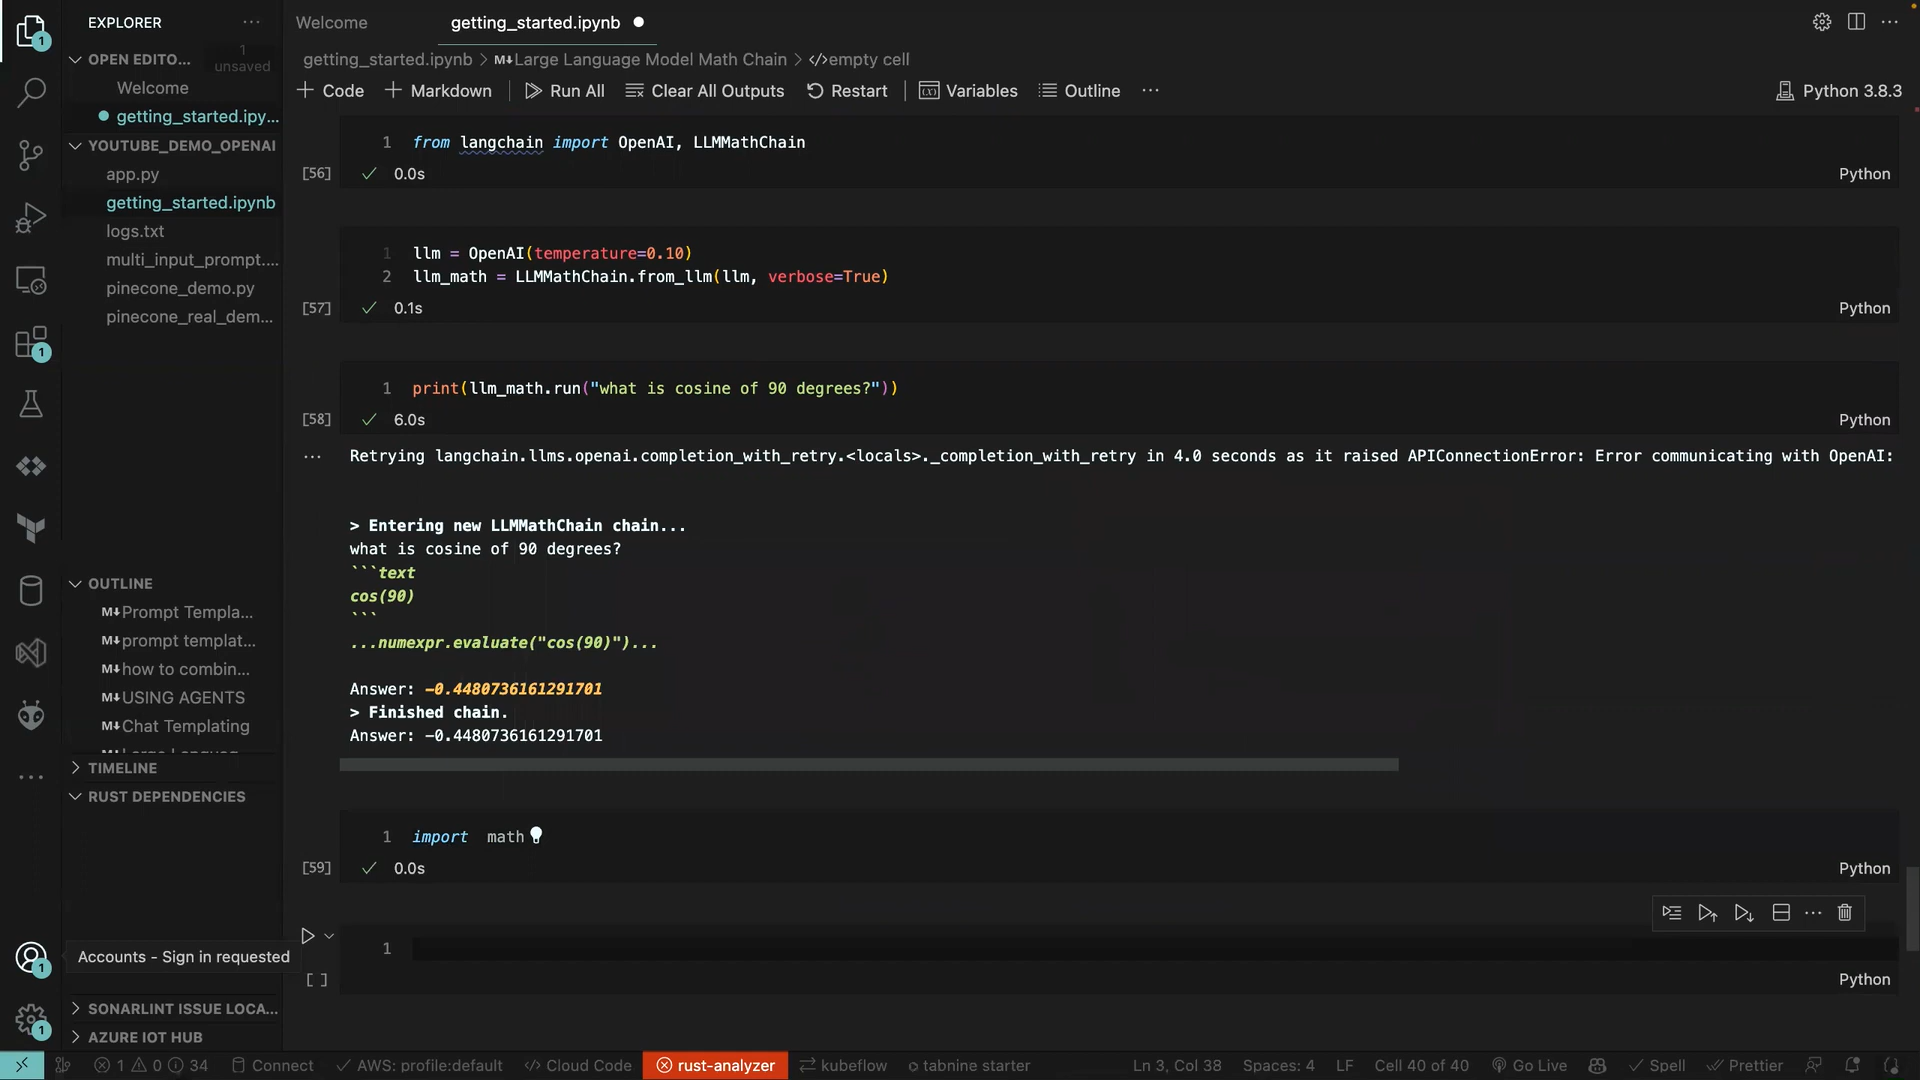 EXPLORER
Welcome
getting_started.ipynb
OPEN EDITO...
1
unsaved
getting_started.ipynb > M↓Large Language Model Math Chain > </>empty cell
Welcome
getting_started.ipy...
+ Code + Markdown Run All Clear All Outputs Restart Variables Outline ... Python 3.8.3
YOUTUBE_DEMO_OPENAI
app.py
getting_started.ipynb
logs.txt
multi_input_prompt....
pinecone_demo.py
pinecone_real_dem...
1 from langchain import OpenAI, LLMMathChain
[56] 0.0s Python
1 llm = OpenAI(temperature=0.10)
2 llm_math = LLMMathChain.from_llm(llm, verbose=True)
[57] 0.1s Python
1 print(llm_math.run("what is cosine of 90 degrees?"))
[58] 6.0s Python
... Retrying langchain.llms.openai.completion_with_retry.<locals>._completion_with_retry in 4.0 seconds as it raised APIConnectionError: Error communicating with OpenAI:
> Entering new LLMMathChain chain...
what is cosine of 90 degrees?
```text
cos(90)
```
...numexpr.evaluate("cos(90)")...
Answer: -0.4480736161291701
> Finished chain.
Answer: -0.4480736161291701
1 import  math
[59] 0.0s Python
1
[ ] Python
OUTLINE
M↓Prompt Templa...
M↓prompt templat...
M↓how to combin...
M↓USING AGENTS
M↓Chat Templating
M↓Large Languag...
TIMELINE
RUST DEPENDENCIES
Accounts - Sign in requested
SONARLINT ISSUE LOCA...
AZURE IOT HUB
1 0 34 Connect AWS: profile:default </> Cloud Code rust-analyzer kubeflow tabnine starter Ln 3, Col 38 Spaces: 4 LF Cell 40 of 40 Go Live Spell Prettier